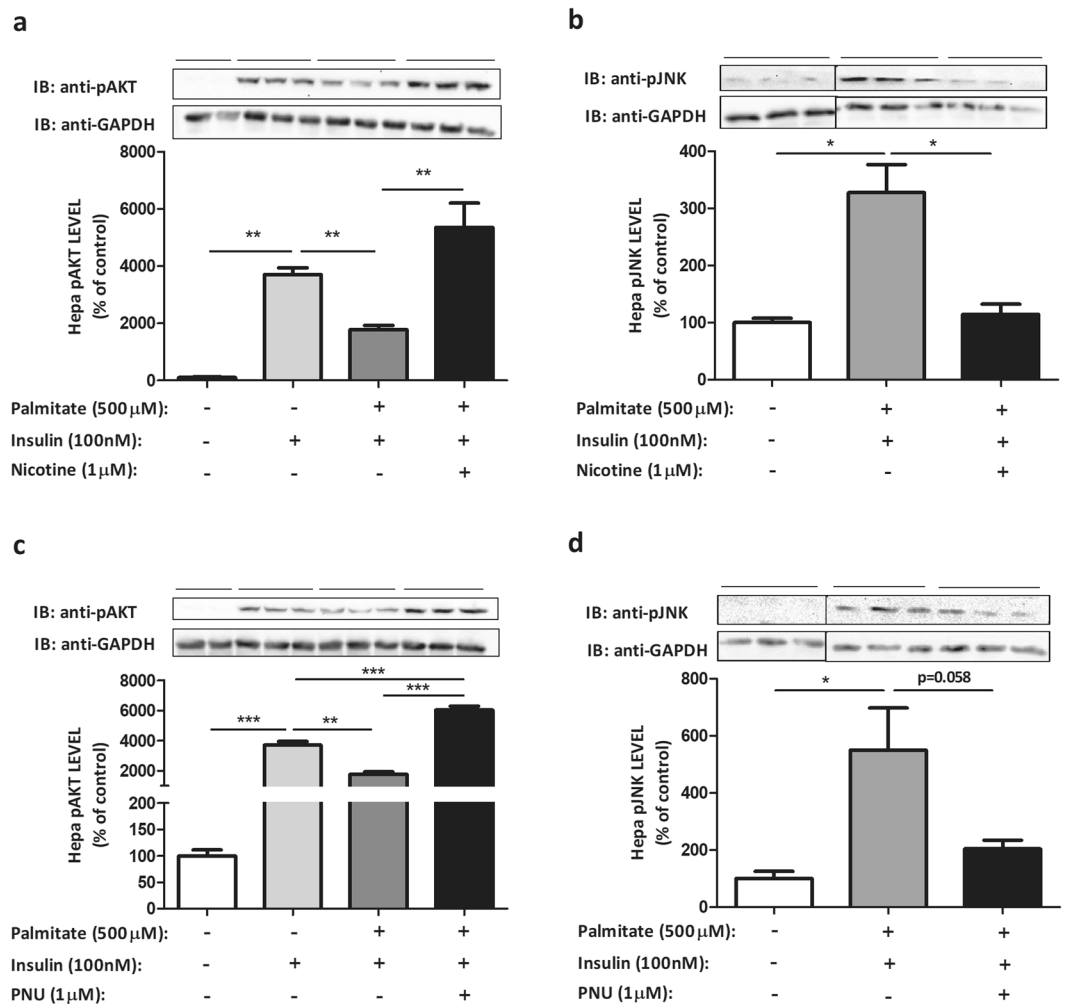 a
IB: anti-pAKT
IB: anti-GAPDH
Hepa pAKT LEVEL
(% of control)
8000
6000
4000
2000
0
** ** **
Palmitate (500µM): - - + +
Insulin (100nM): - + + +
Nicotine (1µM): - - - +
b
IB: anti-pJNK
IB: anti-GAPDH
Hepa pJNK LEVEL
(% of control)
400
300
200
100
0
* *
Palmitate (500µM): - + +
Insulin (100nM): - + +
Nicotine (1µM): - - +
c
IB: anti-pAKT
IB: anti-GAPDH
Hepa pAKT LEVEL
(% of control)
8000
6000
4000
2000
200
150
100
50
0
***
***
*** **
Palmitate (500µM): - - + +
Insulin (100nM): - + + +
PNU (1µM): - - - +
d
IB: anti-pJNK
IB: anti-GAPDH
Hepa pJNK LEVEL
(% of control)
800
600
400
200
0
* p=0.058
Palmitate (500µM): - + +
Insulin (100nM): - + +
PNU (1µM): - - +